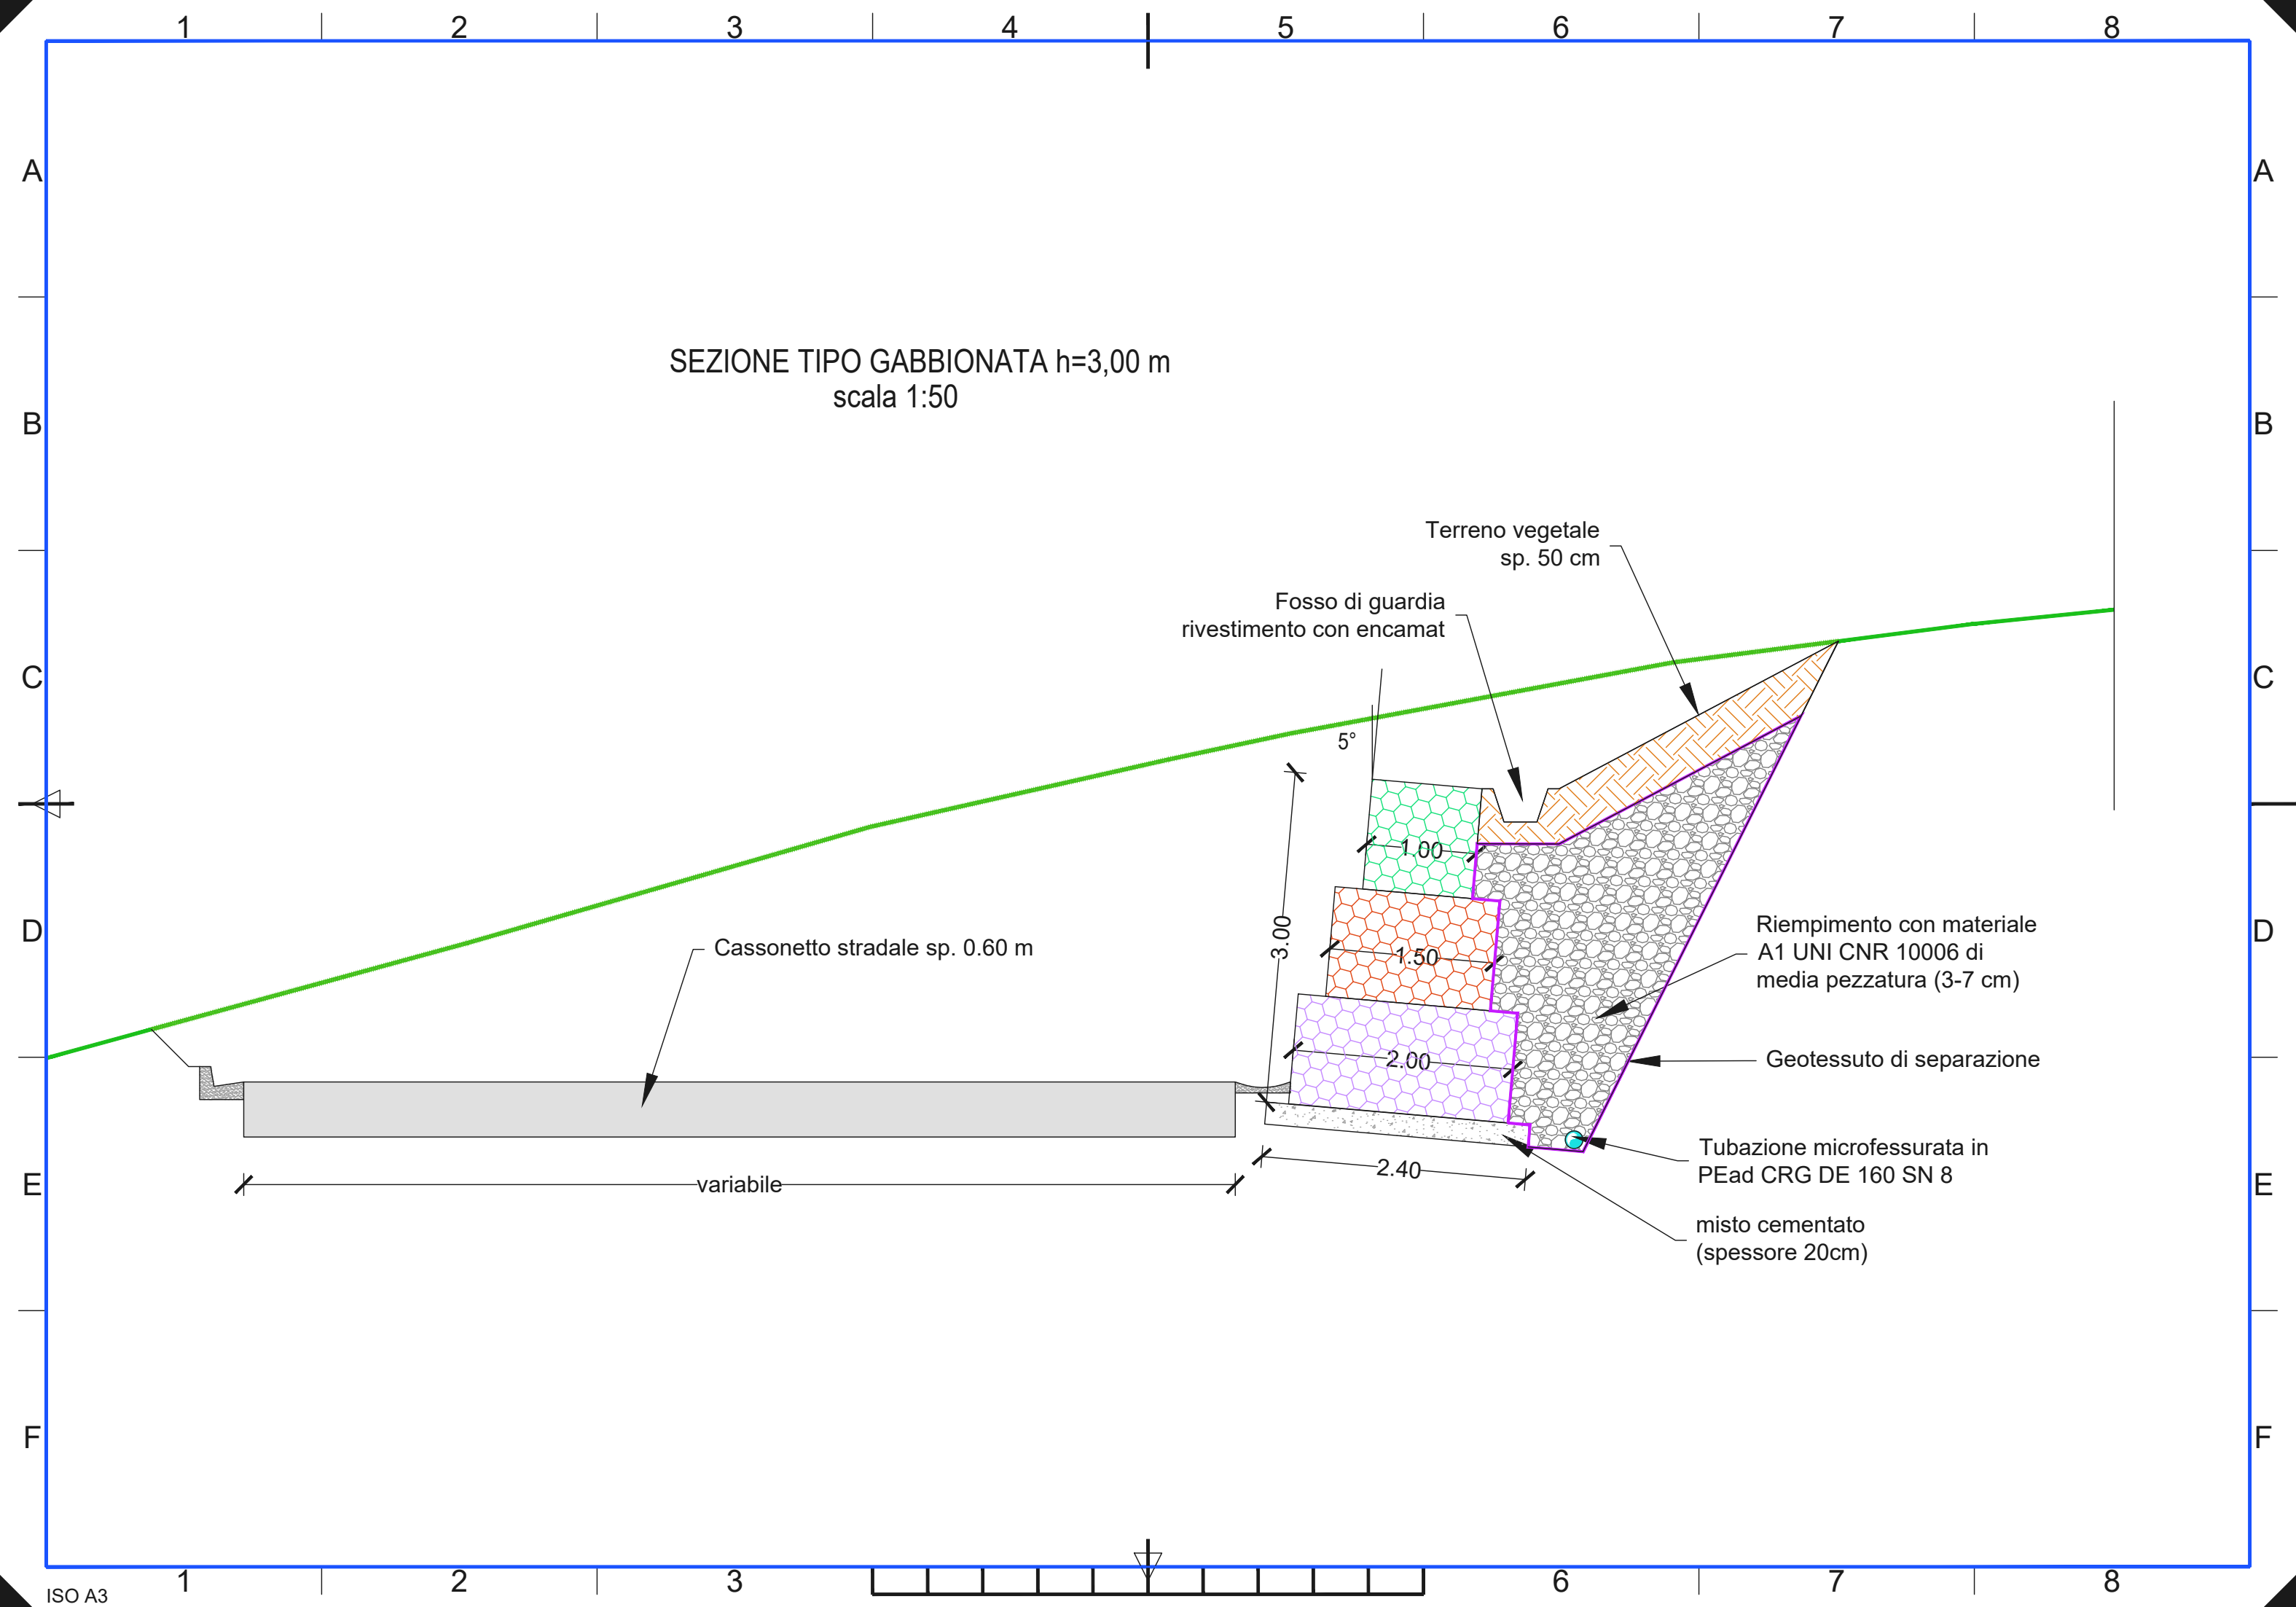 1 2 3 4 5 6 7 8
A A
SEZIONE TIPO GABBIONATA h=3,00 m
scala 1:50
B B
Terreno vegetale
sp. 50 cm
Fosso di guardia
rivestimento con encamat
C C
5°
1.00
3.00
1.50
2.00
D D
Cassonetto stradale sp. 0.60 m
Riempimento con materiale
A1 UNI CNR 10006 di
media pezzatura (3-7 cm)
Geotessuto di separazione
Tubazione microfessurata in
PEad CRG DE 160 SN 8
2.40
variabile
E E
misto cementato
(spessore 20cm)
F F
1 2 3 6 7 8
ISO A3